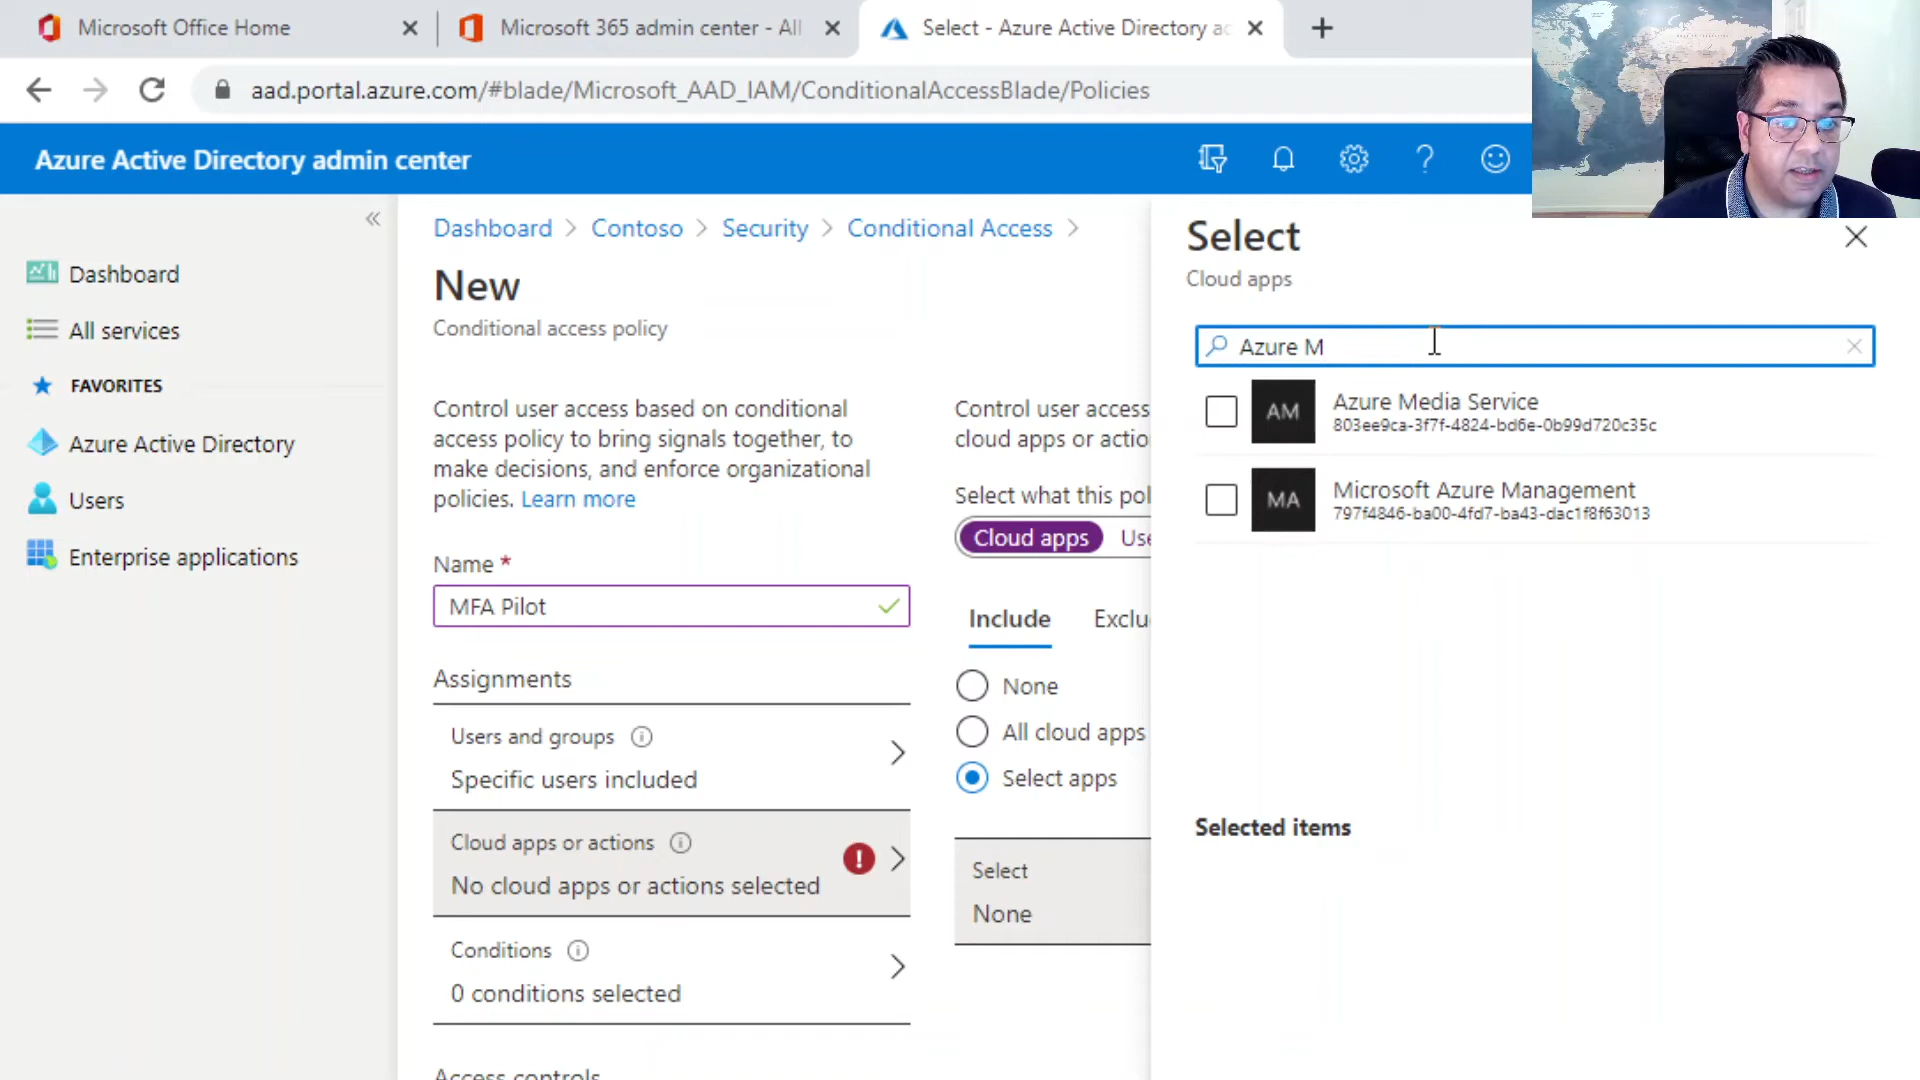 Microsoft Office Home
Microsoft 365 admin center - All
Select - Azure Active Directory ac
aad.portal.azure.com/#blade/Microsoft_AAD_IAM/ConditionalAccessBlade/Policies
Azure Active Directory admin center
Dashboard
All services
FAVORITES
Azure Active Directory
Users
Enterprise applications
Dashboard > Contoso > Security > Conditional Access >
New
Conditional access policy
Control user access based on conditional
access policy to bring signals together, to
make decisions, and enforce organizational
policies. Learn more
Name *
MFA Pilot
Assignments
Users and groups
Specific users included
Cloud apps or actions
No cloud apps or actions selected
Conditions
0 conditions selected
Access controls
Control user access
cloud apps or actio
Select what this pol
Cloud apps
Use
Include
Exclu
None
All cloud apps
Select apps
Select
None
Select
Cloud apps
Azure M
AM
Azure Media Service
803ee9ca-3f7f-4824-bd6e-0b99d720c35c
MA
Microsoft Azure Management
797f4846-ba00-4fd7-ba43-dac1f8f63013
Selected items